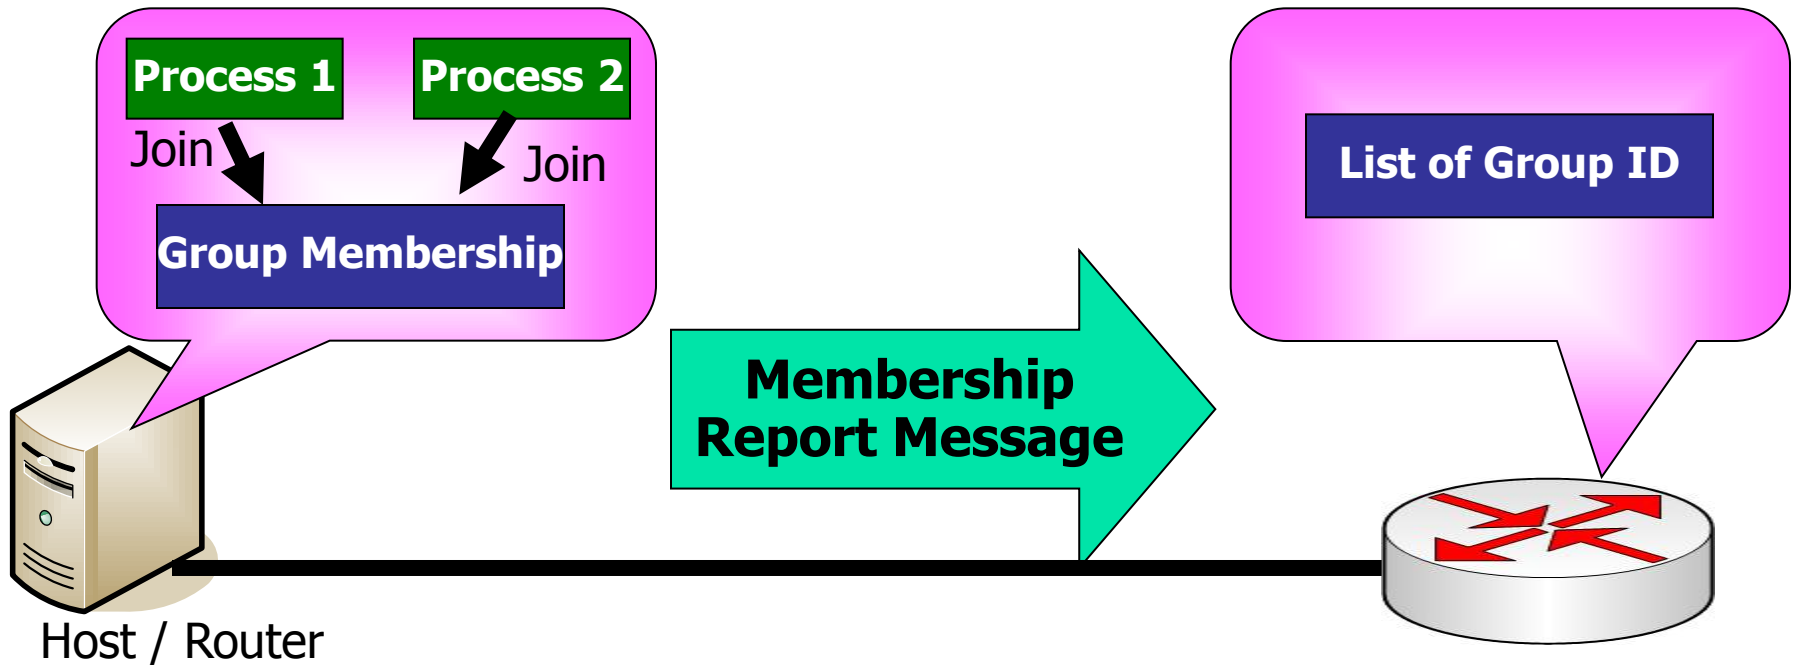 Process 1
Process 2
Join
Join
Group Membership
Membership
Report Message
List of Group ID
Host / Router